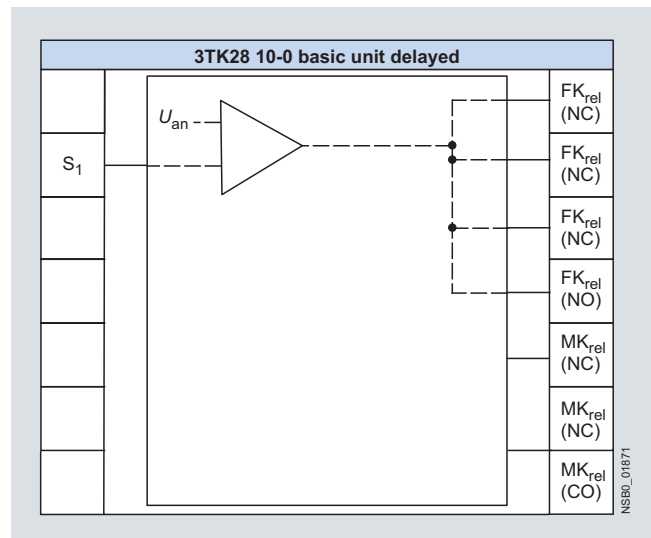 3TK28 10-0 basic unit delayed
U an
S1
FKrel
(NC)
FKrel
(NC)
FKrel
(NC)
FKrel
(NO)
MKrel
(NC)
MKrel
(NC)
MKrel
(CO)
NSB0_01871